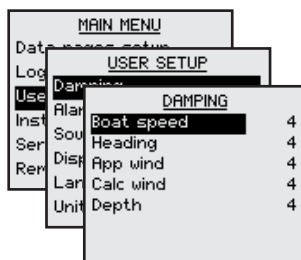 MAIN MENU
Data pages setup
Log
Use
Inst
Ser
Rem
USER SETUP
Damping
Alar
Sou
Disp
Lan
Unit
DAMPING
Boat speed 4
Heading 4
App wind 4
Calc wind 4
Depth 4